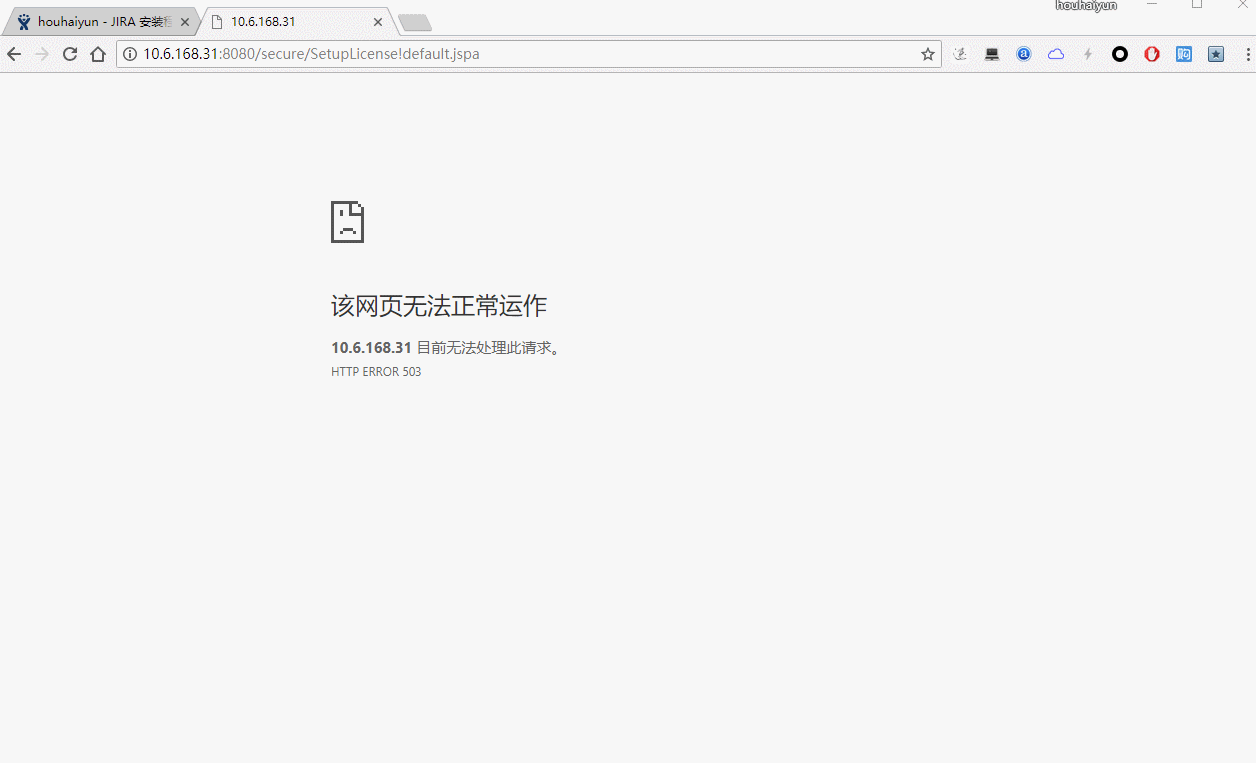 houhaiyun
houhaiyun - JIRA 安装程
10.6.168.31
10.6.168.31:8080/secure/SetupLicense!default.jspa
该网页无法正常运作
10.6.168.31 目前无法处理此请求。
HTTP ERROR 503